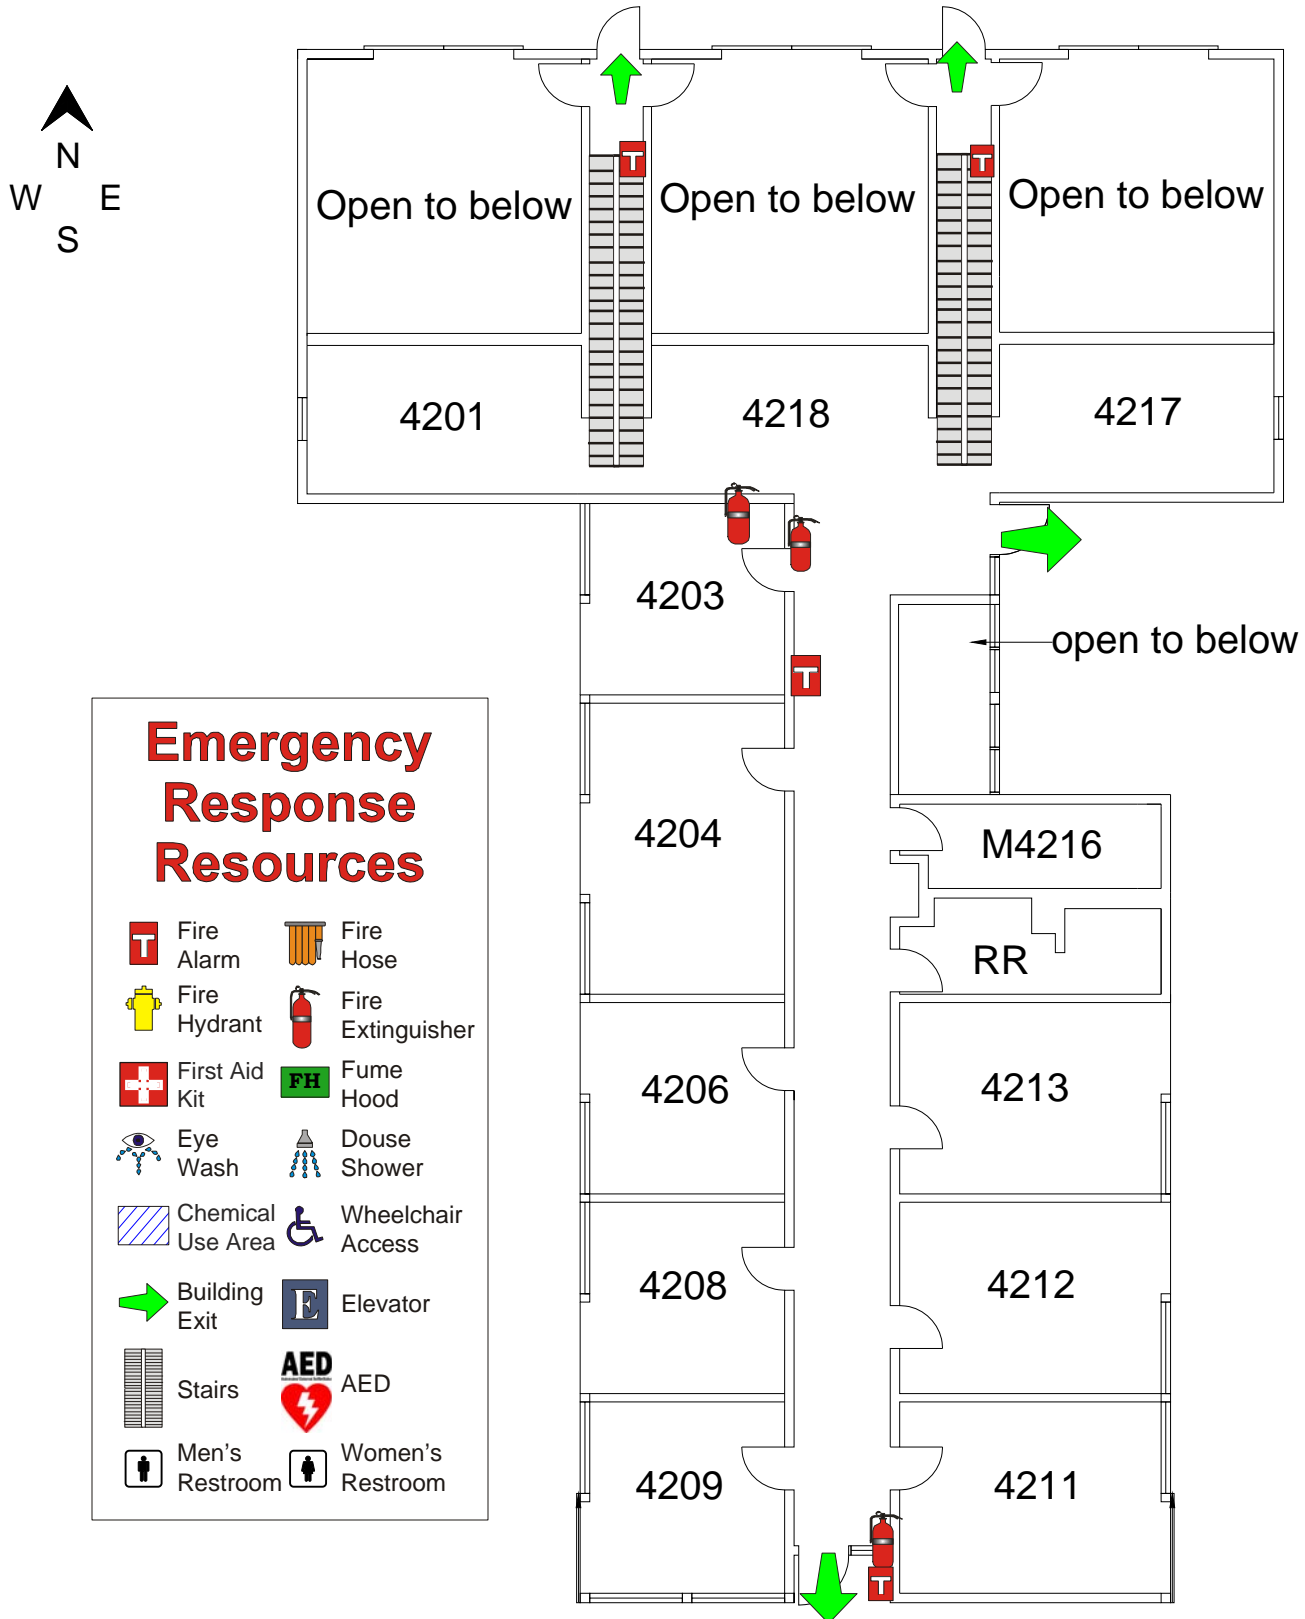 N
W E
S
Open to below
Open to below
Open to below
T
T
4201
4218
4217
4203
open to below
T
4204
M4216
RR
4206
4213
4208
4212
4209
4211
T
Emergency
Response
Resources
T
Fire
Alarm
Fire
Hose
Fire
Hydrant
Fire
Extinguisher
First Aid
Kit
FH
Fume
Hood
Eye
Wash
Douse
Shower
Chemical
Use Area
Wheelchair
Access
Building
Exit
E
Elevator
Stairs
AED
AED
Men's
Restroom
Women's
Restroom